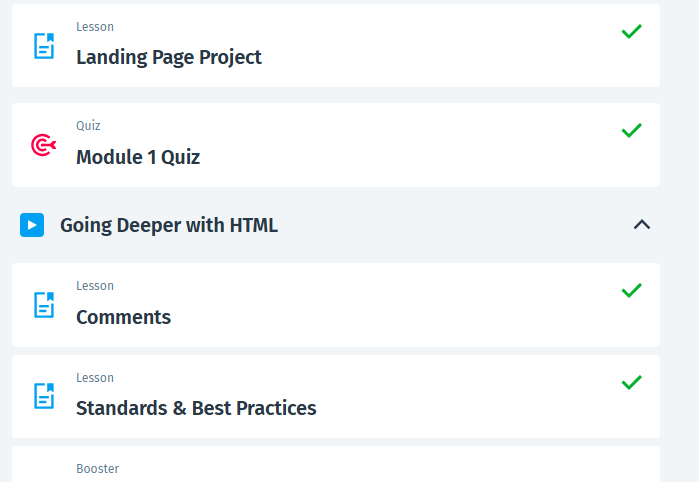 Lesson
Landing Page Project
Quiz
Module 1 Quiz
Going Deeper with HTML
Lesson
Comments
Lesson
Standards & Best Practices
Booster